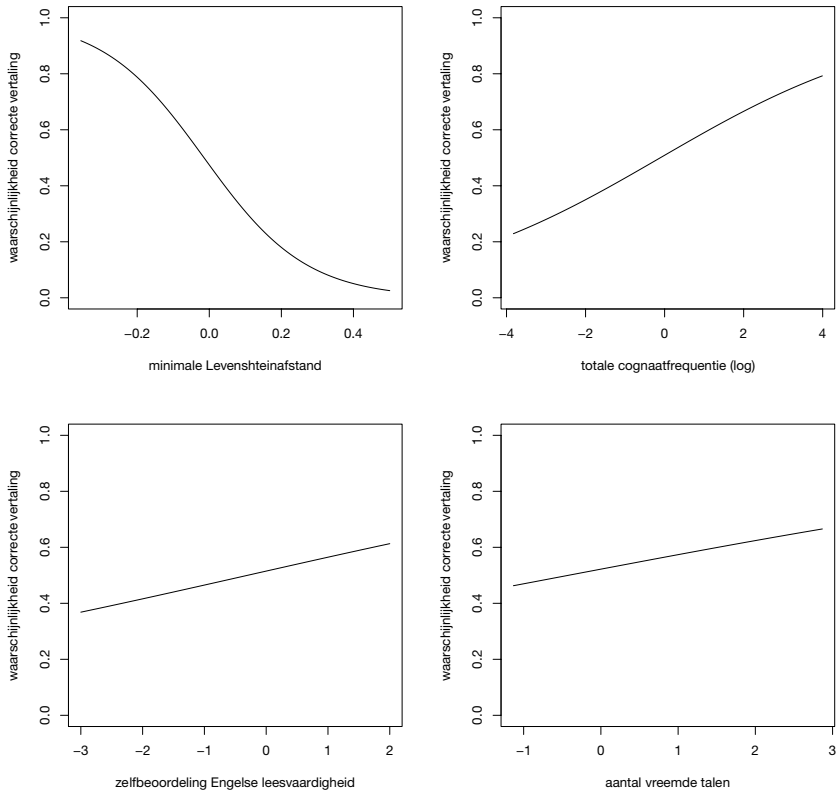 waarschijnlijkheid correcte vertaling
1.0
0.8
0.6
0.4
0.2
0.0
−0.2 0.0 0.2 0.4
minimale Levenshteinafstand
waarschijnlijkheid correcte vertaling
1.0
0.8
0.6
0.4
0.2
0.0
−4 −2 0 2 4
totale cognaatfrequentie (log)
waarschijnlijkheid correcte vertaling
1.0
0.8
0.6
0.4
0.2
0.0
−3 −2 −1 0 1 2
zelfbeoordeling Engelse leesvaardigheid
waarschijnlijkheid correcte vertaling
1.0
0.8
0.6
0.4
0.2
0.0
−1 0 1 2 3
aantal vreemde talen